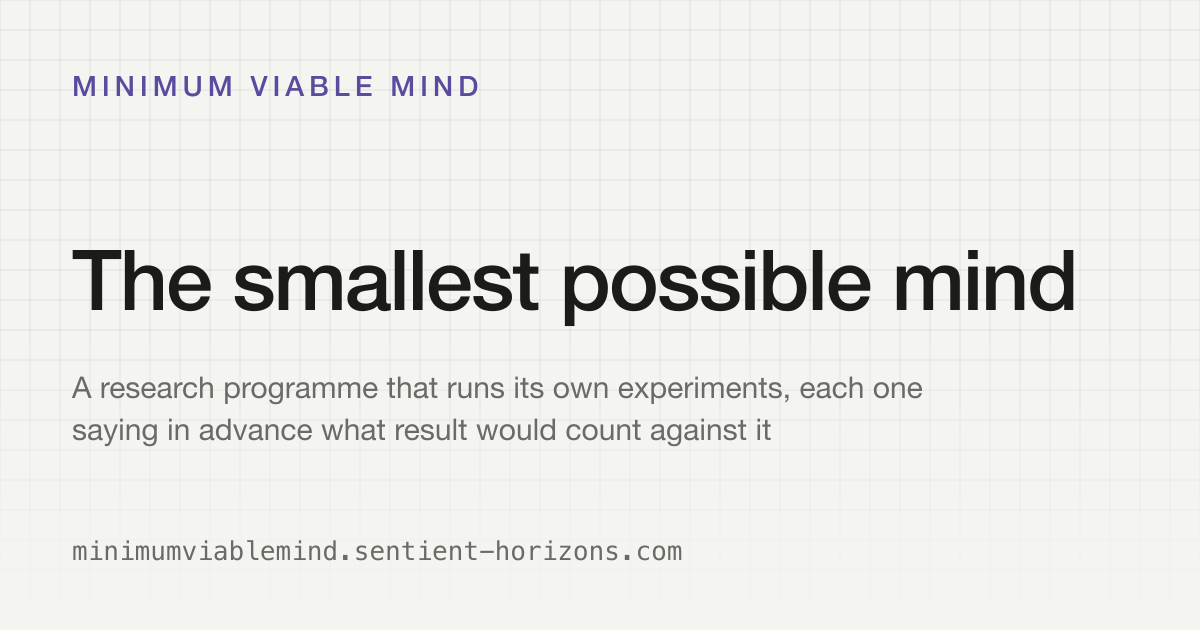 MINIMUM VIABLE MIND
The smallest possible mind
A research programme that runs its own experiments, each one
saying in advance what result would count against it
minimumviablemind.sentient-horizons.com